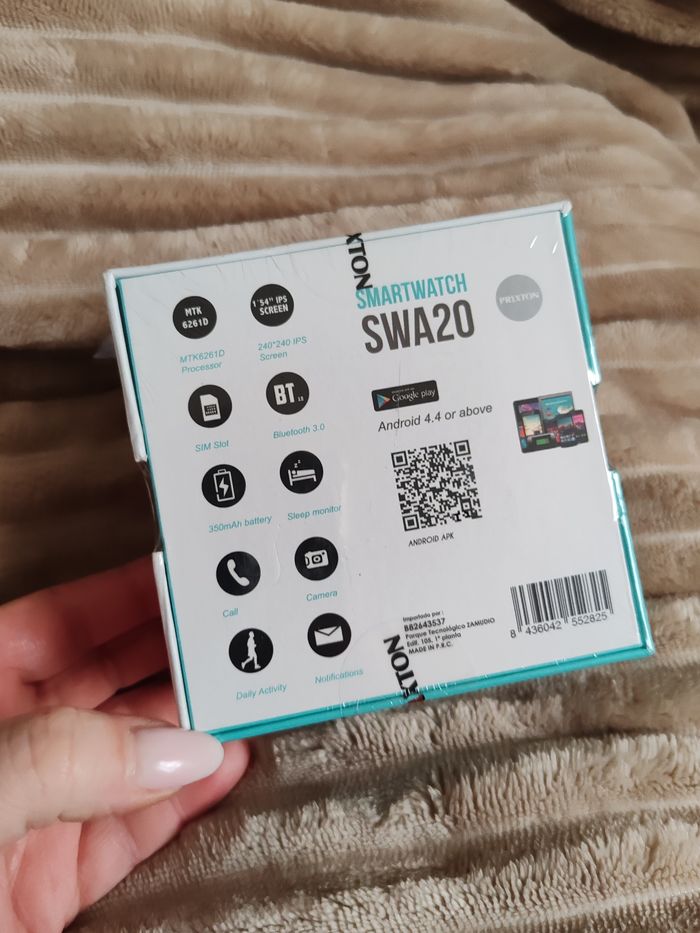 XTON
SMARTWATCH
SWA20
PRIXTON
MTK
6261D
MTK6261D
Processor
1´54" IPS
SCREEN
240*240 IPS
Screen
SIM Slot
BT
Bluetooth 3.0
350mAh battery
Sleep monitor
Call
Camera
Daily Activity
Notifications
Google play
Android 4.4 or above
ANDROID APK
Importado por:
B82643537
Parque Tecnológico ZAMUDIO
Edif. 105, 1ª planta
MADE IN P.R.C.
8 436042 552825
XTON